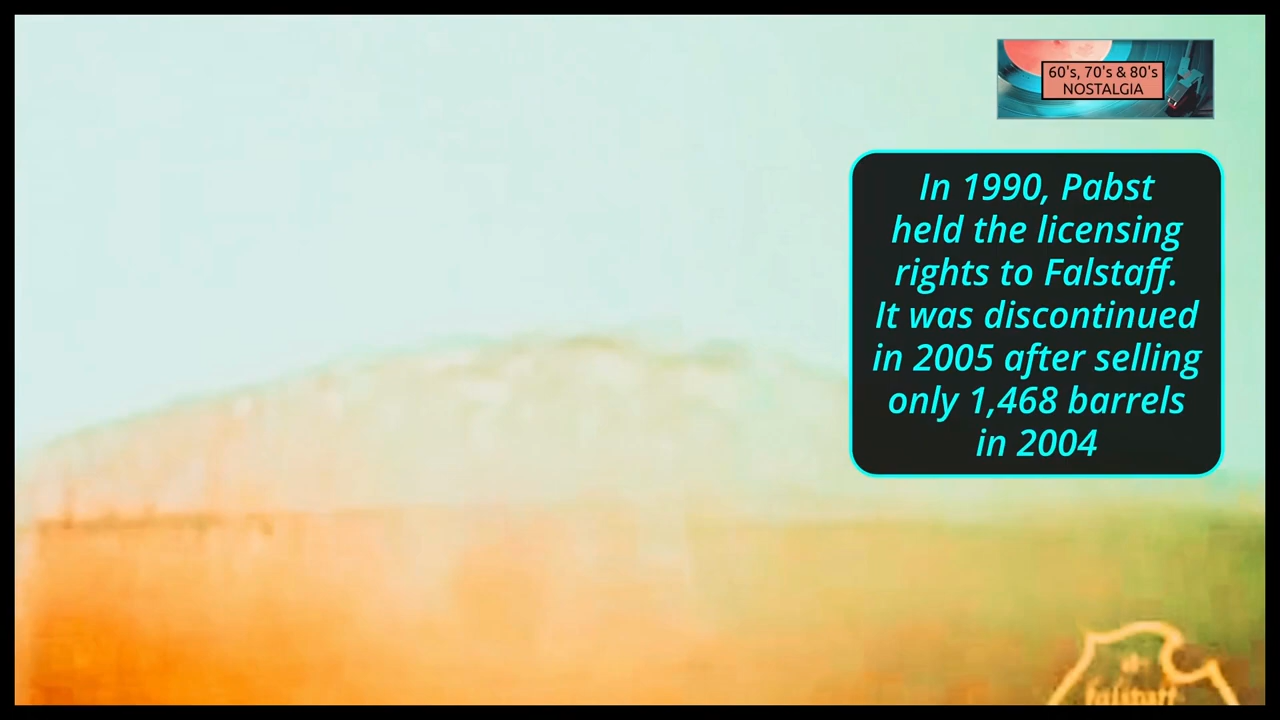 60's, 70's & 80's
NOSTALGIA
In 1990, Pabst
held the licensing
rights to Falstaff.
It was discontinued
in 2005 after selling
only 1,468 barrels
in 2004
falstaff